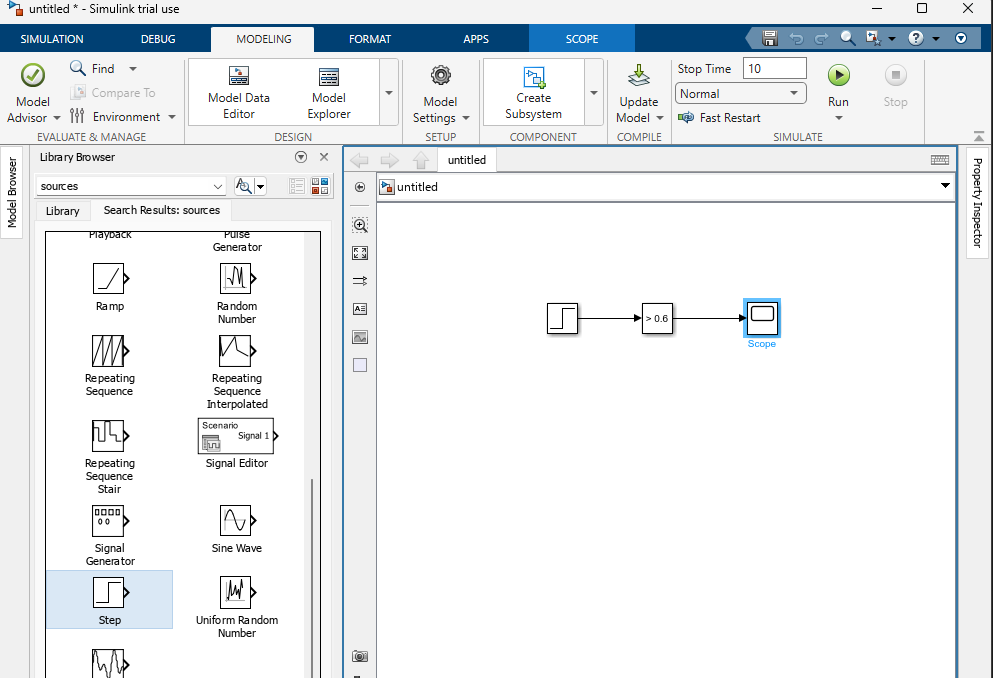 untitled * - Simulink trial use
SIMULATION DEBUG MODELING FORMAT APPS SCOPE
Model Advisor
Find
Compare To
Environment
EVALUATE & MANAGE
Model Data Editor
Model Explorer
DESIGN
Model Settings
SETUP
Create Subsystem
COMPONENT
Update Model
COMPILE
Stop Time 10
Normal
Fast Restart
Run
Stop
SIMULATE
Model Browser
Library Browser
sources
Library Search Results: sources
Playback
Pulse
Generator
Ramp
Random
Number
Repeating
Sequence
Repeating
Sequence
Interpolated
Repeating
Sequence
Stair
Scenario
Signal 1
Signal Editor
Signal
Generator
Sine Wave
Step
Uniform Random
Number
untitled
untitled
A
> 0.6
Scope
Property Inspector